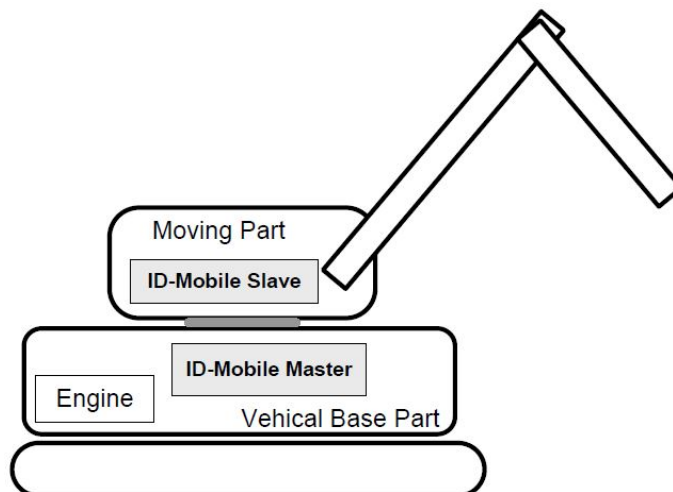 Moving Part
ID-Mobile Slave
ID-Mobile Master
Engine
Vehical Base Part